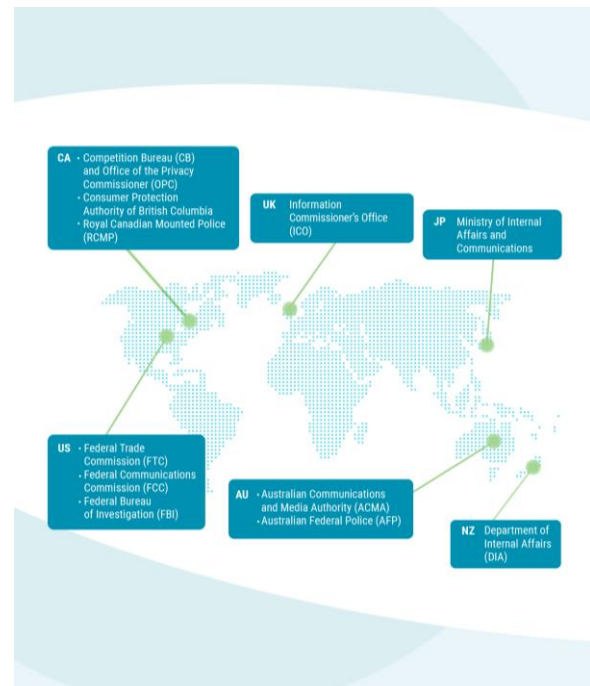 CA • Competition Bureau (CB)
and Office of the Privacy
Commissioner (OPC)
• Consumer Protection
Authority of British Columbia
• Royal Canadian Mounted Police
(RCMP)
UK Information
Commissioner's Office
(ICO)
JP Ministry of Internal
Affairs and
Communications
US • Federal Trade
Commission (FTC)
• Federal Communications
Commission (FCC)
• Federal Bureau
of Investigation (FBI)
AU • Australian Communications
and Media Authority (ACMA)
• Australian Federal Police (AFP)
NZ Department of
Internal Affairs
(DIA)